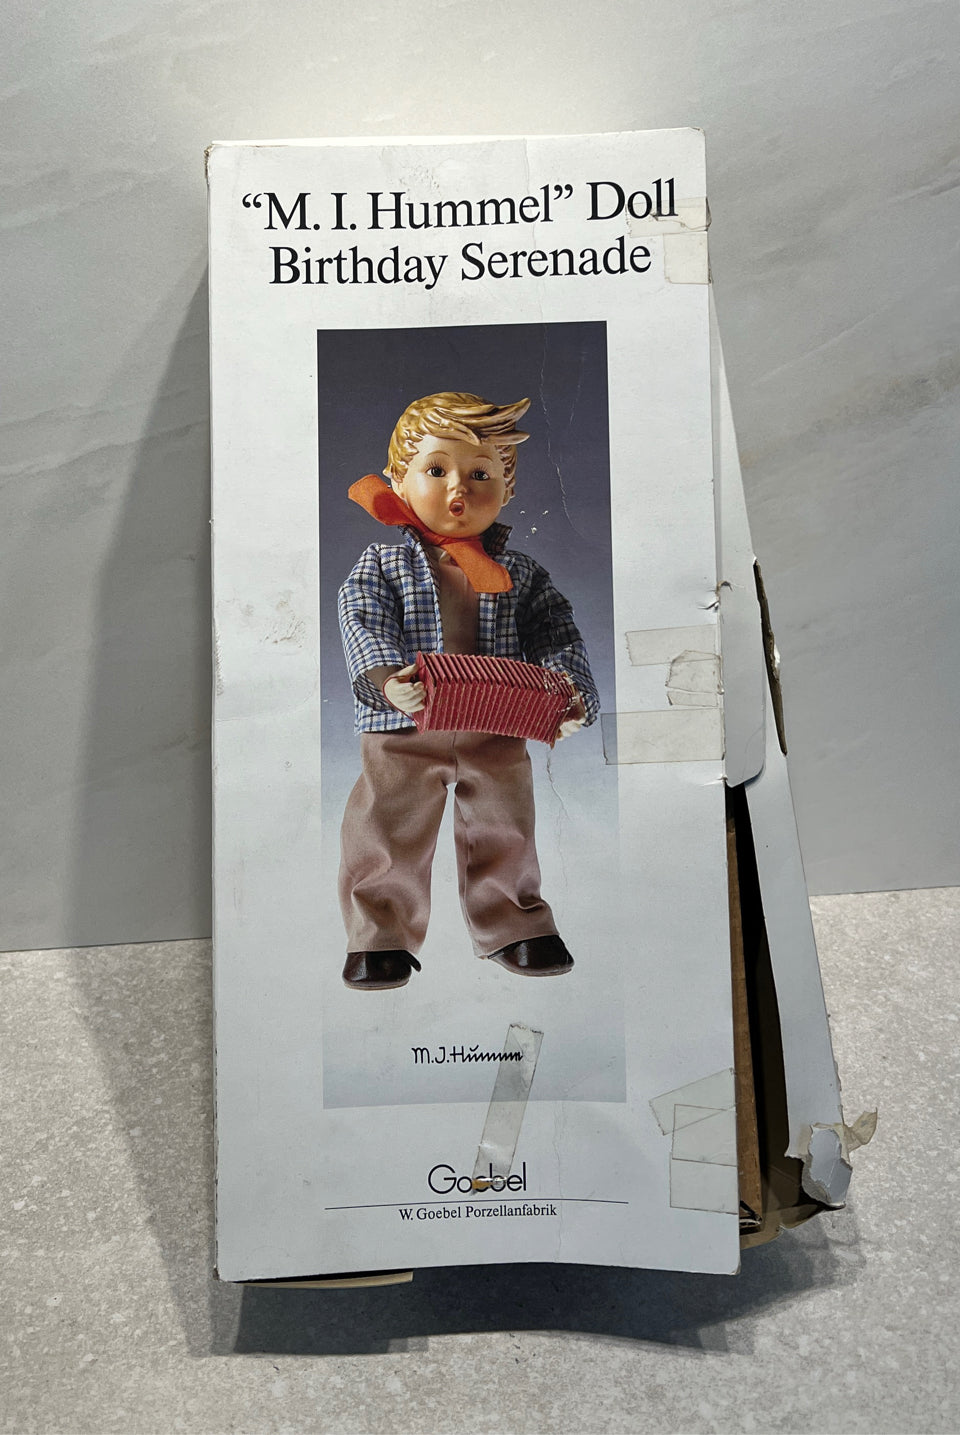 “M. I. Hummel” Doll
Birthday Serenade
M.J.Hummel
Goebel
W. Goebel Porzellanfabrik